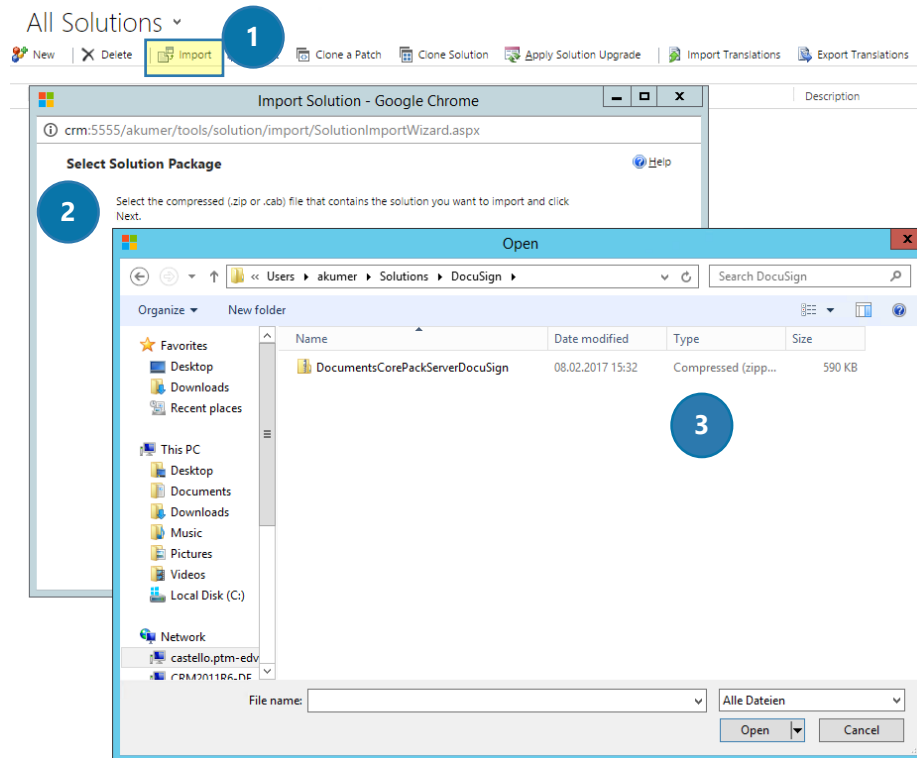 All Solutions
1
New Delete Import Clone a Patch Clone Solution Apply Solution Upgrade Import Translations Export Translations
Description
Import Solution - Google Chrome
crm:5555/akumer/tools/solution/import/SolutionImportWizard.aspx
Select Solution Package
Help
2
Select the compressed (.zip or .cab) file that contains the solution you want to import and click
Next.
Open
« Users akumer Solutions DocuSign
Search DocuSign
Organize New folder
Name Date modified Type Size
DocumentsCorePackServerDocuSign 08.02.2017 15:32 Compressed (zipp... 590 KB
3
Favorites
Desktop
Downloads
Recent places
This PC
Desktop
Documents
Downloads
Music
Pictures
Videos
Local Disk (C:)
Network
castello.ptm-edv
CRM2011R6-DE
File name:
Alle Dateien
Open Cancel